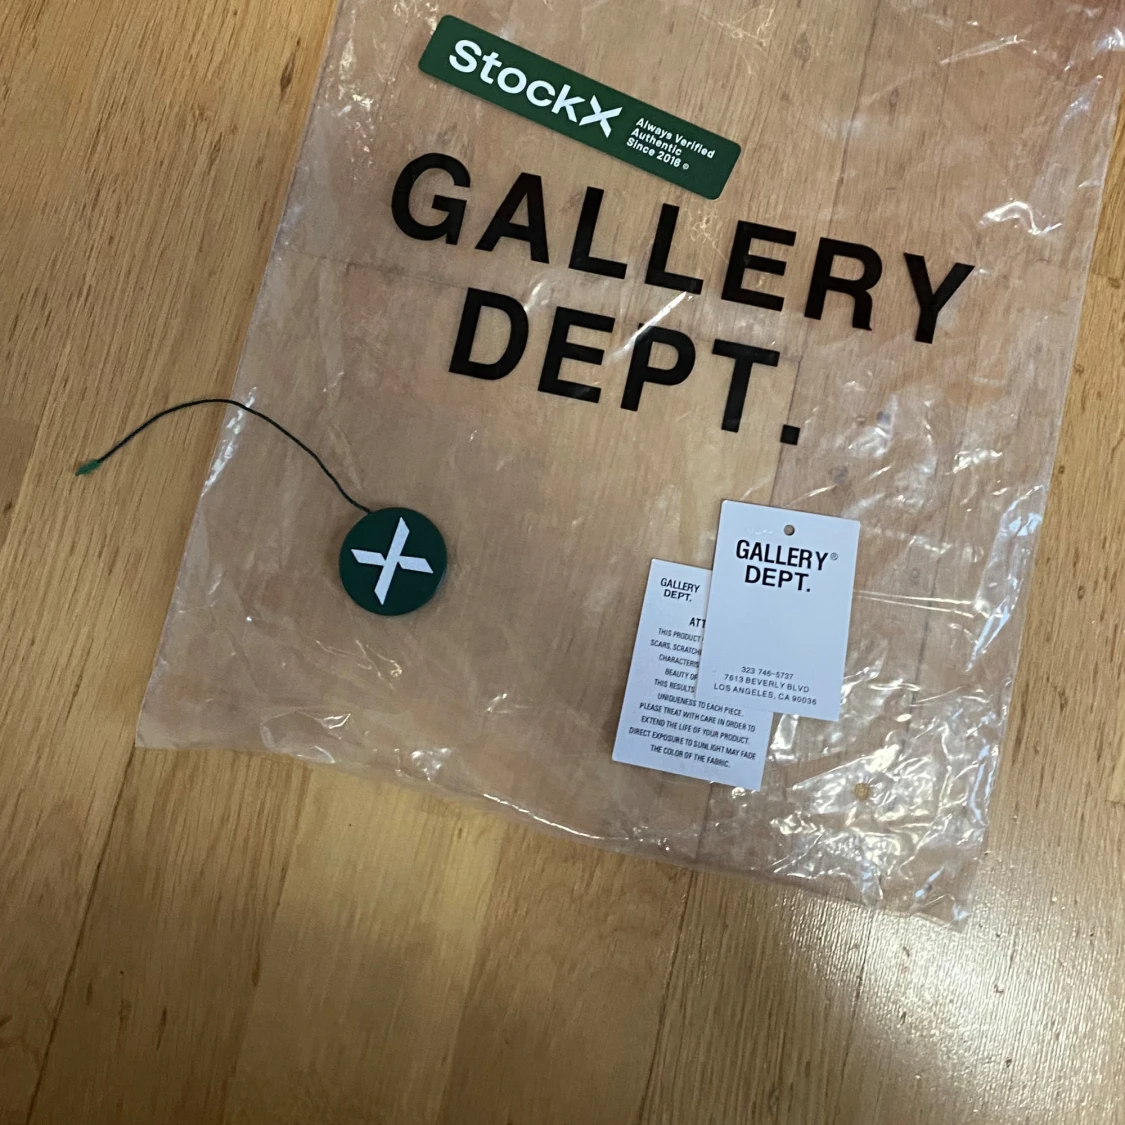 StockX
Always Verified
Authentic
Since 2016
GALLERY
DEPT.
GALLERY®
DEPT.
323 746-5737
7613 BEVERLY BLVD
LOS ANGELES, CA 90036
GALLERY
DEPT.
THIS PRODUCT
SCARS, SCRATCHE
CHARACTERIS
BEAUTY OF
THIS RESULTS
UNIQUENESS TO EACH PIECE.
PLEASE TREAT WITH CARE IN ORDER TO
EXTEND THE LIFE OF YOUR PRODUCT.
DIRECT EXPOSURE TO SUNLIGHT MAY FADE
THE COLOR OF THE FABRIC.